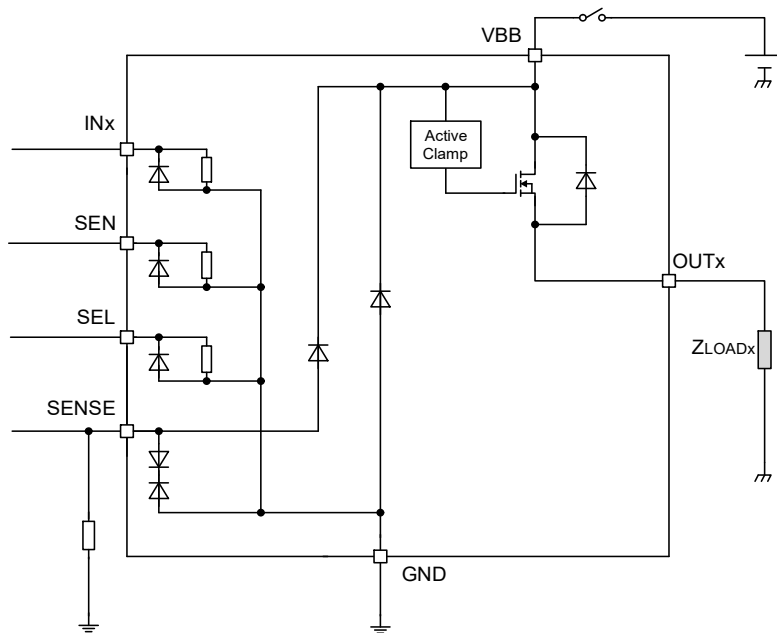 VBB
INx
Active
Clamp
SEN
OUTx
SEL
ZLOADx
SENSE
GND